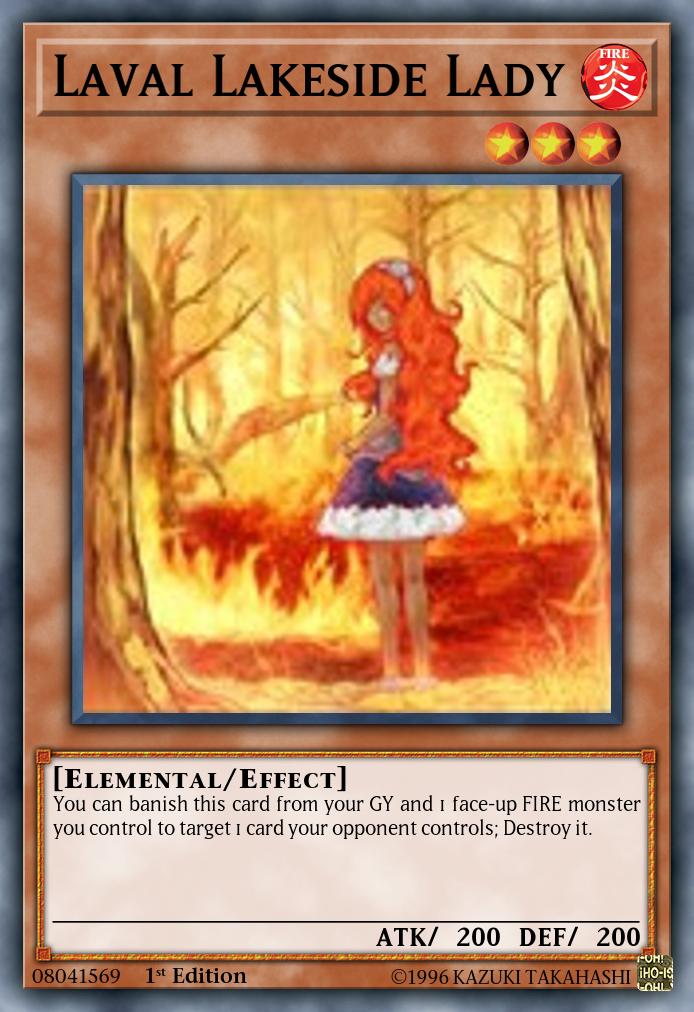 Laval Lakeside Lady
FIRE
炎
[Elemental/Effect]
You can banish this card from your GY and 1 face-up FIRE monster
you control to target 1 card your opponent controls; Destroy it.
ATK/ 200 DEF/ 200
08041569 1st Edition ©1996 KAZUKI TAKAHASHI